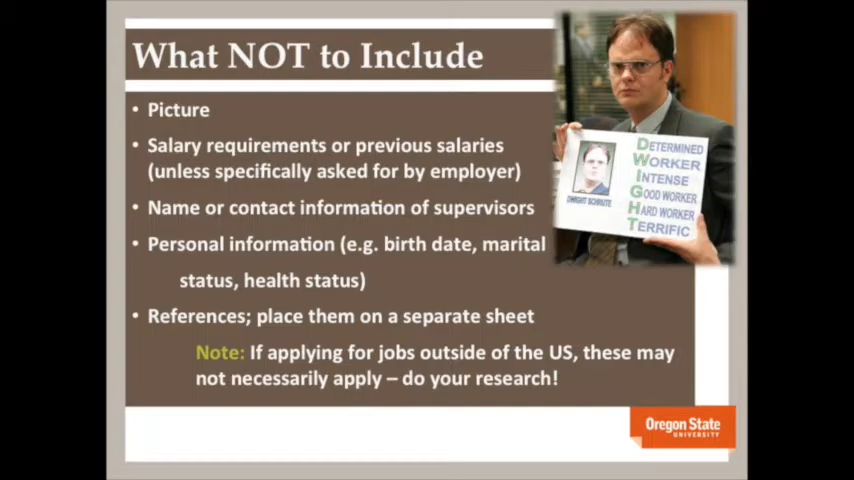 What NOT to Include
• Picture
• Salary requirements or previous salaries
(unless specifically asked for by employer)
• Name or contact information of supervisors
• Personal information (e.g. birth date, marital
status, health status)
• References; place them on a separate sheet
Note: If applying for jobs outside of the US, these may
not necessarily apply – do your research!
DETERMINED
WORKER
INTENSE
GOOD WORKER
HARD WORKER
TERRIFIC
DWIGHT SCHRUTE
Oregon State
UNIVERSITY